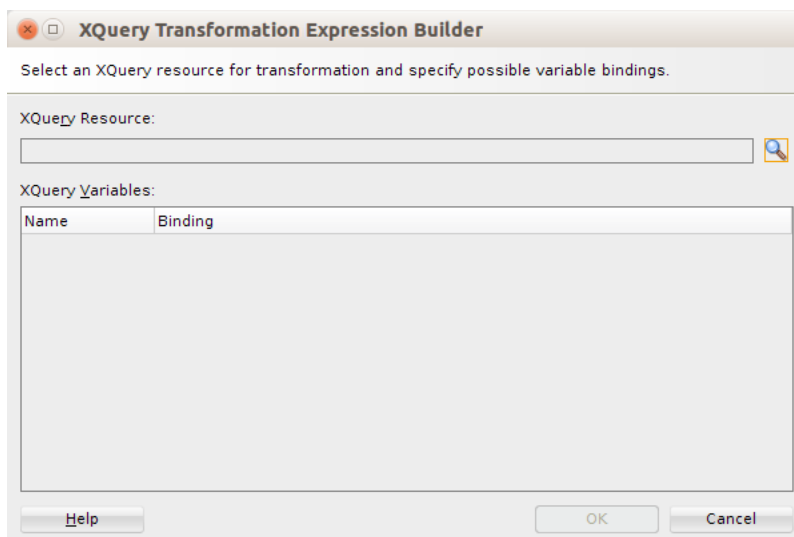 XQuery Transformation Expression Builder
Select an XQuery resource for transformation and specify possible variable bindings.
XQuery Resource:
XQuery Variables:
Name Binding
Help OK Cancel